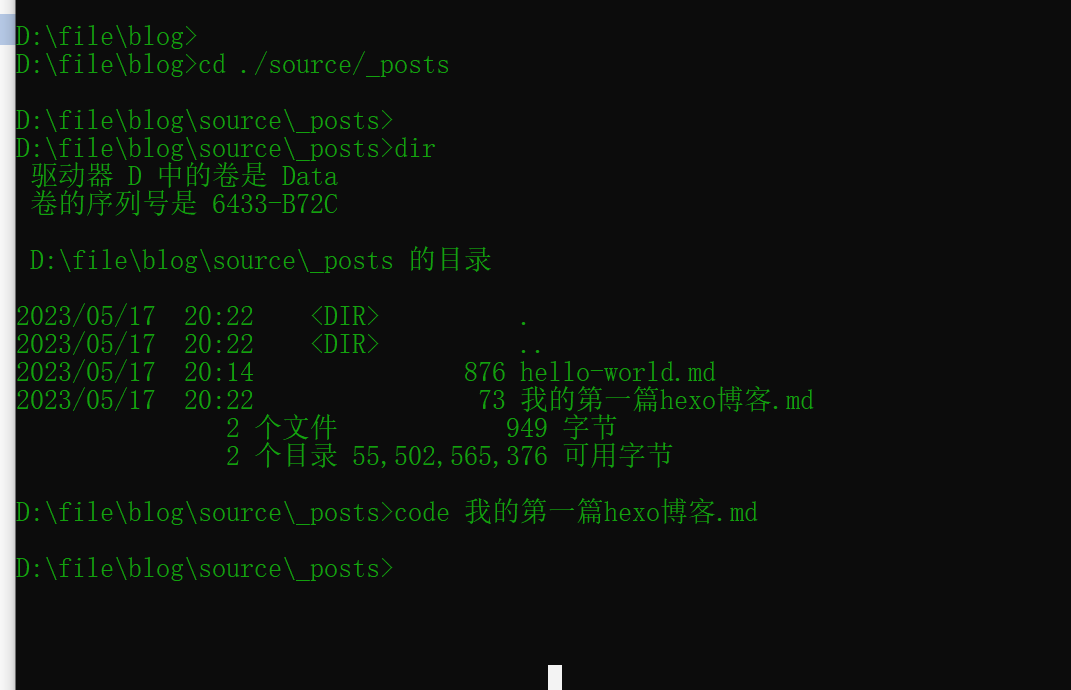 D:\file\blog>
D:\file\blog>cd ./source/_posts
D:\file\blog\source\_posts>
D:\file\blog\source\_posts>dir
驱动器 D 中的卷是 Data
卷的序列号是 6433-B72C
D:\file\blog\source\_posts 的目录
2023/05/17  20:22    <DIR>          .
2023/05/17  20:22    <DIR>          ..
2023/05/17  20:14               876 hello-world.md
2023/05/17  20:22                73 我的第一篇hexo博客.md
2 个文件            949 字节
2 个目录 55,502,565,376 可用字节
D:\file\blog\source\_posts>code 我的第一篇hexo博客.md
D:\file\blog\source\_posts>